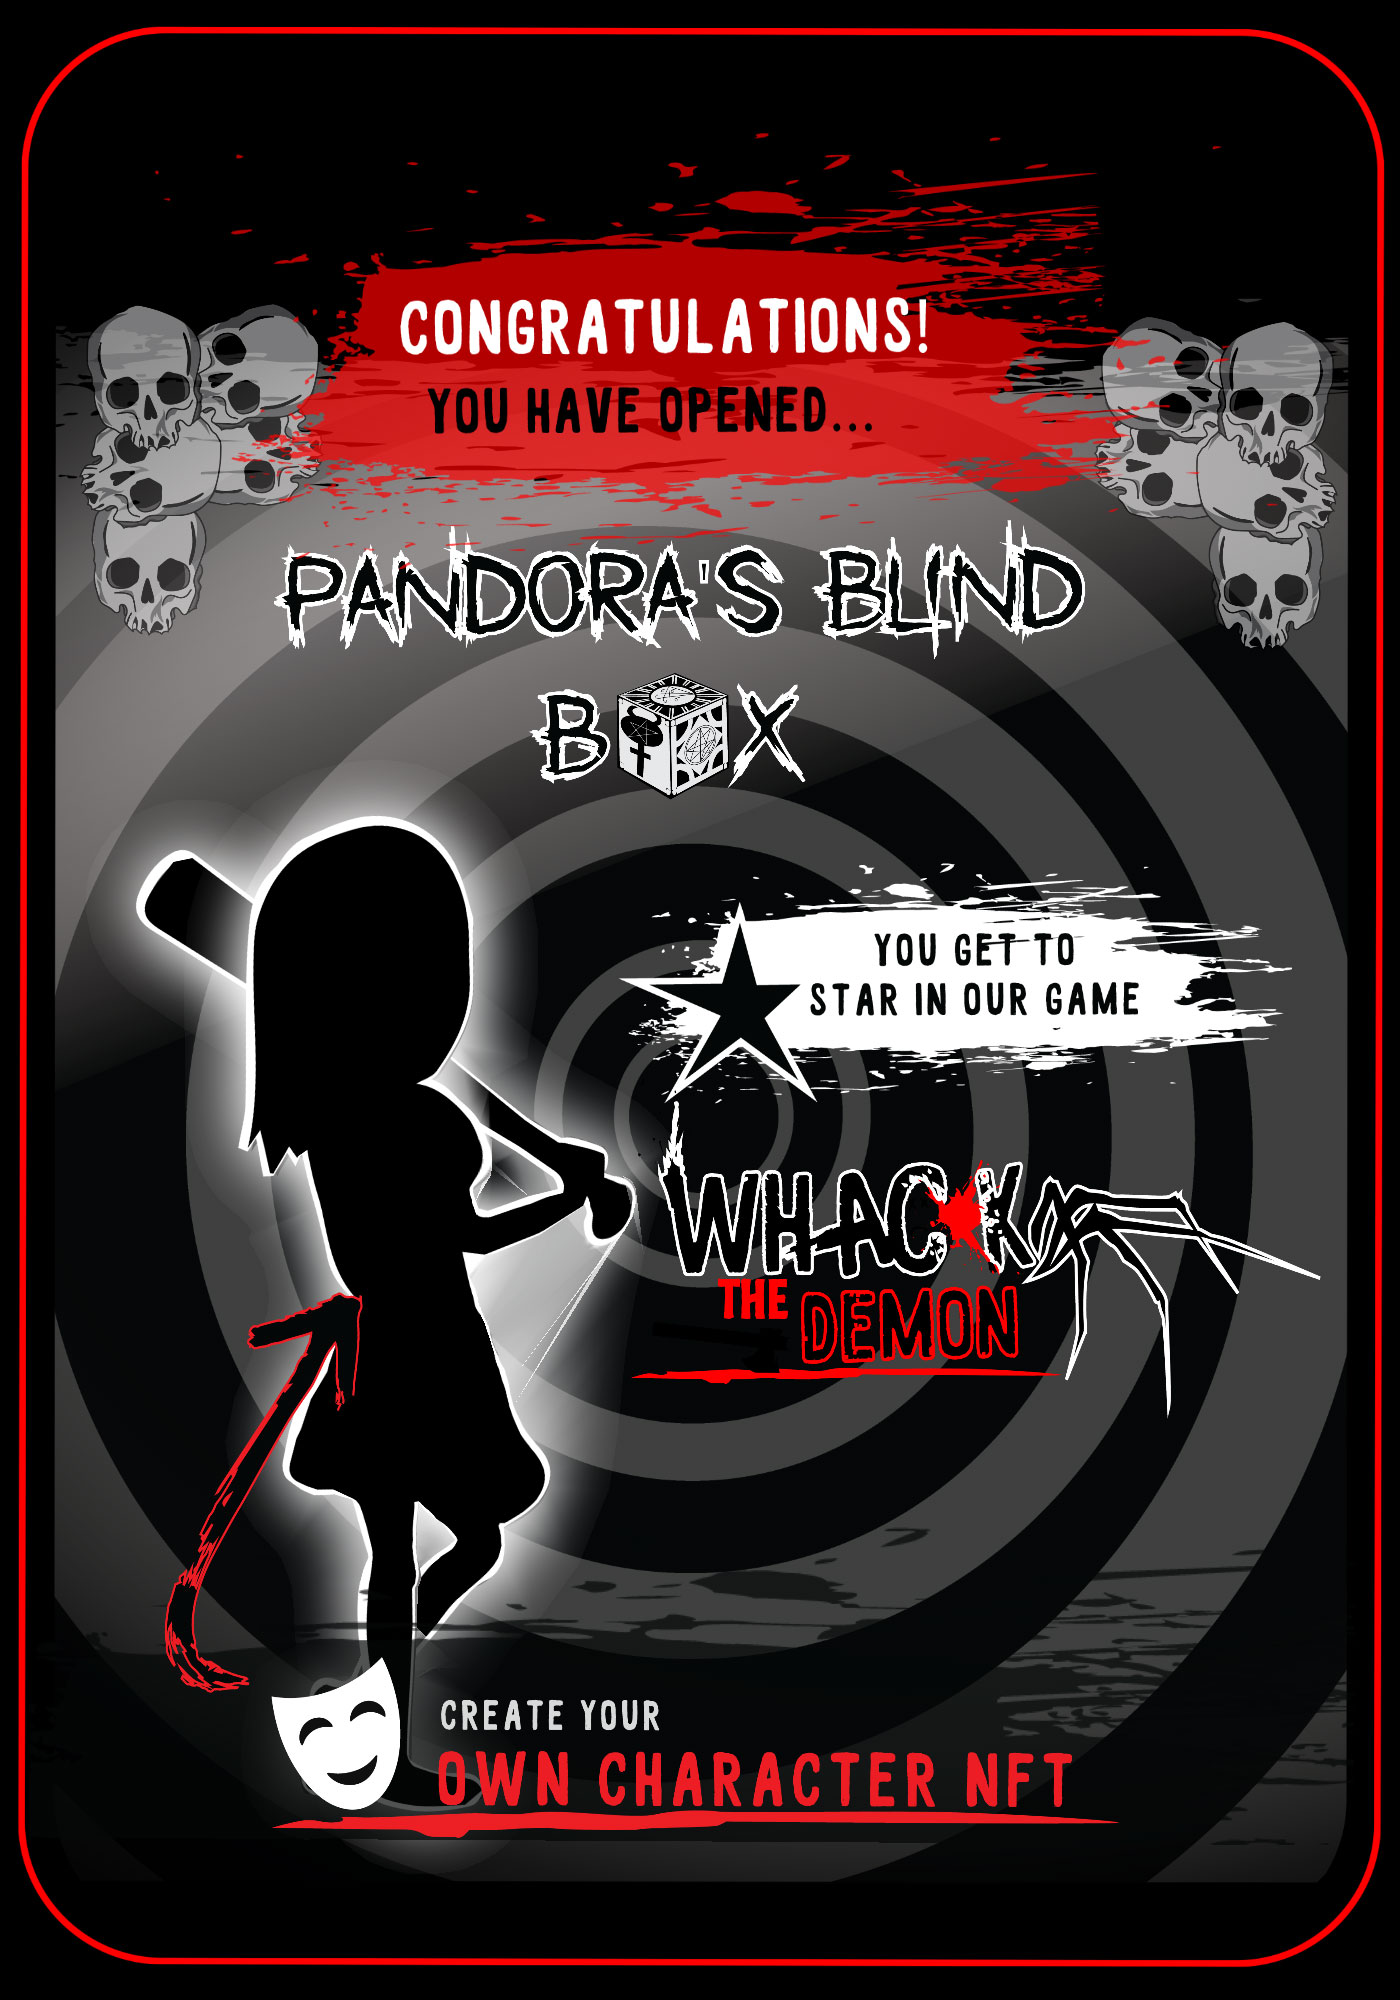 CONGRATULATIONS!
YOU HAVE OPENED...
PANDORA'S BLIND
BOX
YOU GET TO
STAR IN OUR GAME
WHACK
THE DEMON
CREATE YOUR
OWN CHARACTER NFT